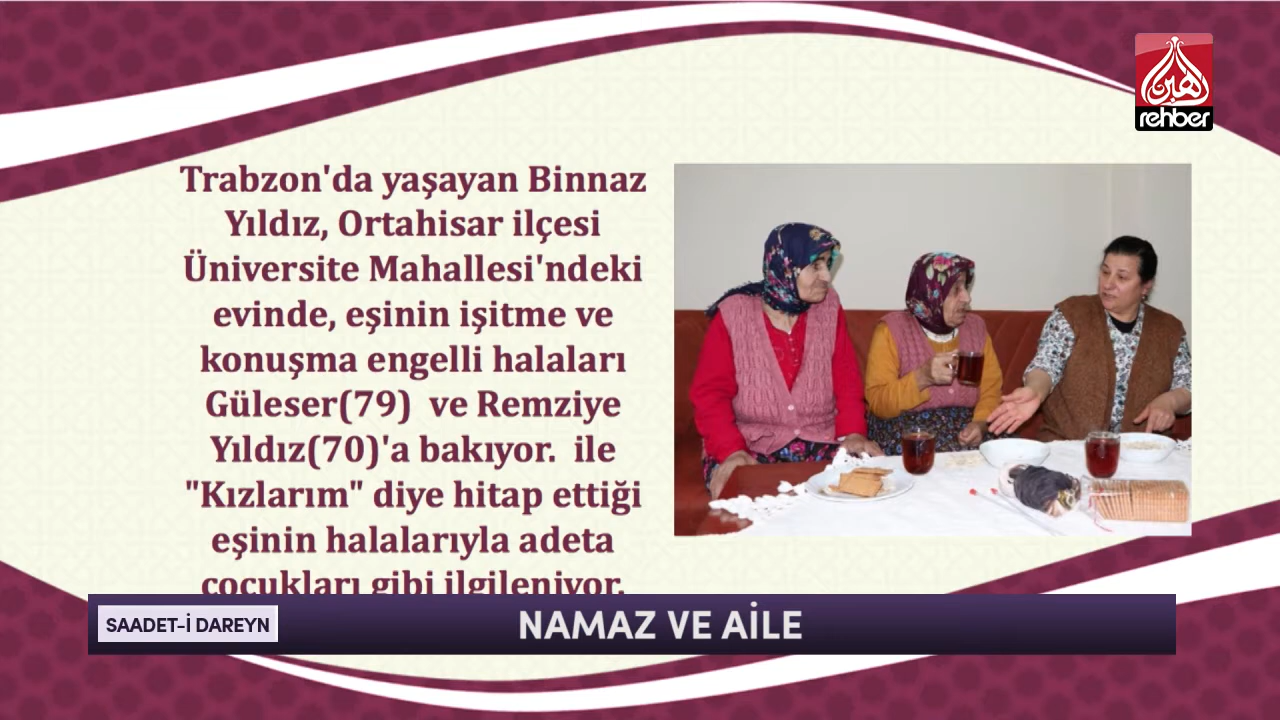 رهبر
rehber
Trabzon'da yaşayan Binnaz
Yıldız, Ortahisar ilçesi
Üniversite Mahallesi'ndeki
evinde, eşinin işitme ve
konuşma engelli halaları
Güleser(79) ve Remziye
Yıldız(70)'a bakıyor. ile
"Kızlarım" diye hitap ettiği
eşinin halalarıyla adeta
çocukları gibi ilgileniyor.
SAADET-İ DAREYN
NAMAZ VE AİLE